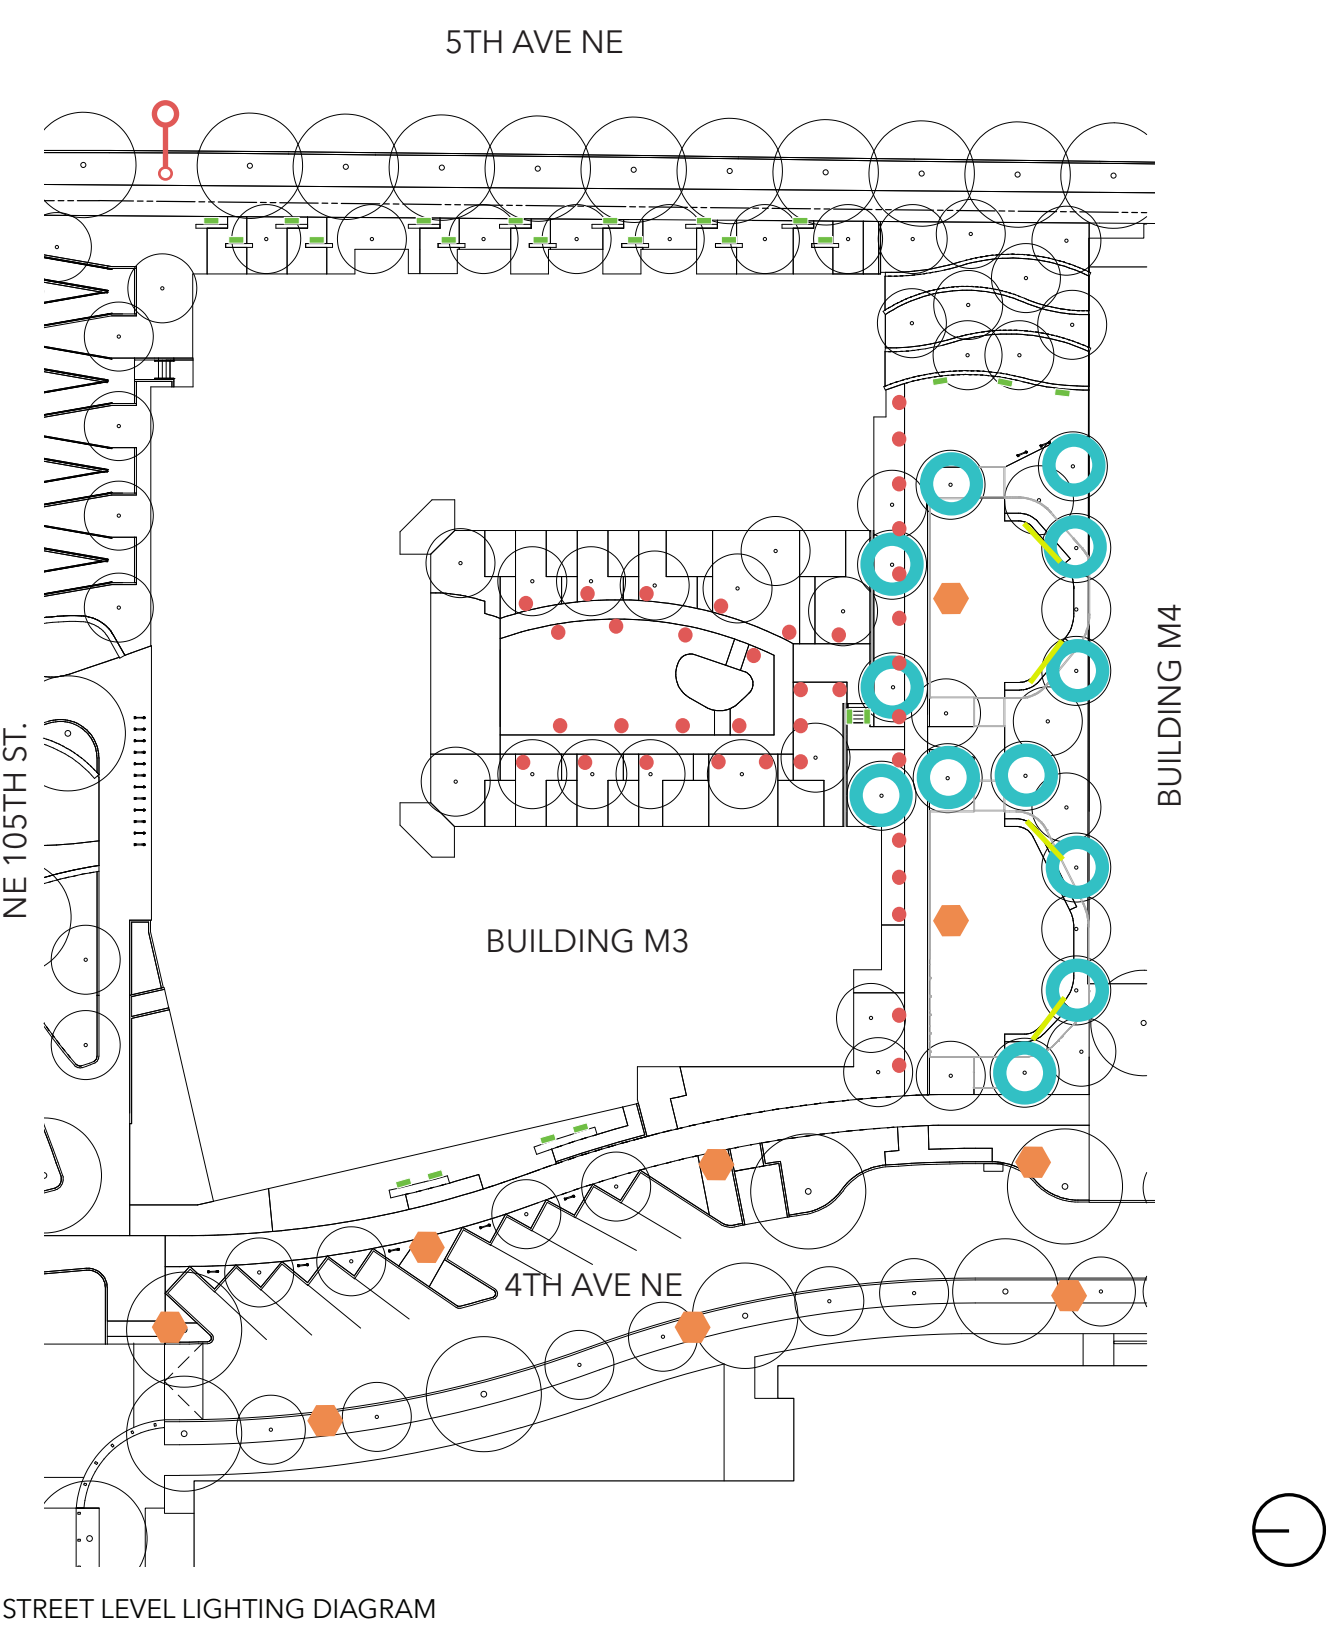 5TH AVE NE
NE 105TH ST.
BUILDING M4
BUILDING M3
4TH AVE NE
STREET LEVEL LIGHTING DIAGRAM